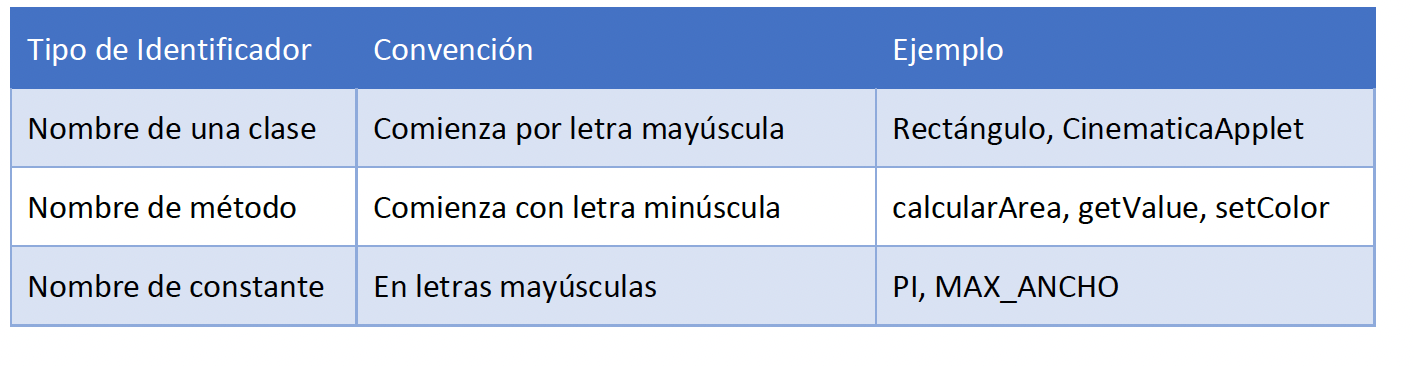 Tipo de Identificador Convención Ejemplo
Nombre de una clase Comienza por letra mayúscula Rectángulo, CinematicaApplet
Nombre de método Comienza con letra minúscula calcularArea, getValue, setColor
Nombre de constante En letras mayúsculas PI, MAX_ANCHO